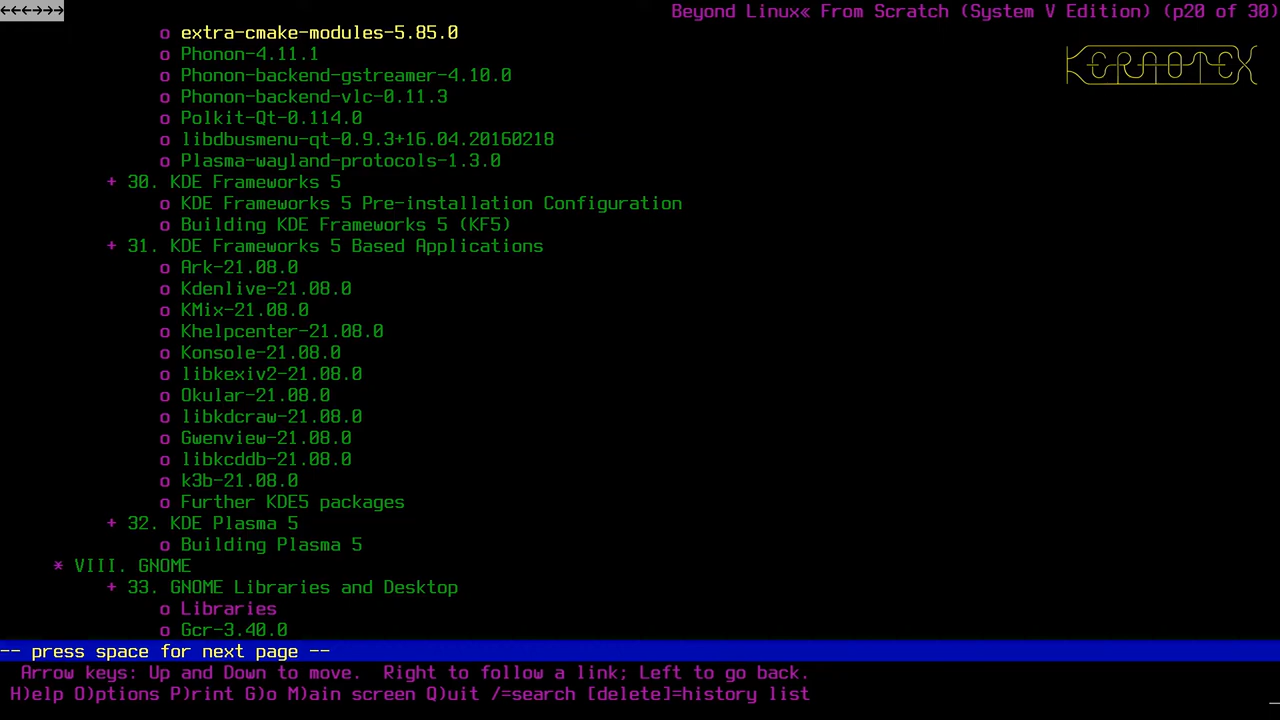 ←←←→→→ Beyond Linux« From Scratch (System V Edition) (p20 of 30)
o extra-cmake-modules-5.85.0
o Phonon-4.11.1
KERAOTEX
o Phonon-backend-gstreamer-4.10.0
o Phonon-backend-vlc-0.11.3
o Polkit-Qt-0.114.0
o libdbusmenu-qt-0.9.3+16.04.20160218
o Plasma-wayland-protocols-1.3.0
+ 30. KDE Frameworks 5
o KDE Frameworks 5 Pre-installation Configuration
o Building KDE Frameworks 5 (KF5)
+ 31. KDE Frameworks 5 Based Applications
o Ark-21.08.0
o Kdenlive-21.08.0
o KMix-21.08.0
o Khelpcenter-21.08.0
o Konsole-21.08.0
o libkexiv2-21.08.0
o Okular-21.08.0
o libkdcraw-21.08.0
o Gwenview-21.08.0
o libkcddb-21.08.0
o k3b-21.08.0
o Further KDE5 packages
+ 32. KDE Plasma 5
o Building Plasma 5
* VIII. GNOME
+ 33. GNOME Libraries and Desktop
o Libraries
o Gcr-3.40.0
-- press space for next page --
Arrow keys: Up and Down to move.  Right to follow a link; Left to go back.
H)elp O)ptions P)rint G)o M)ain screen Q)uit /=search [delete]=history list